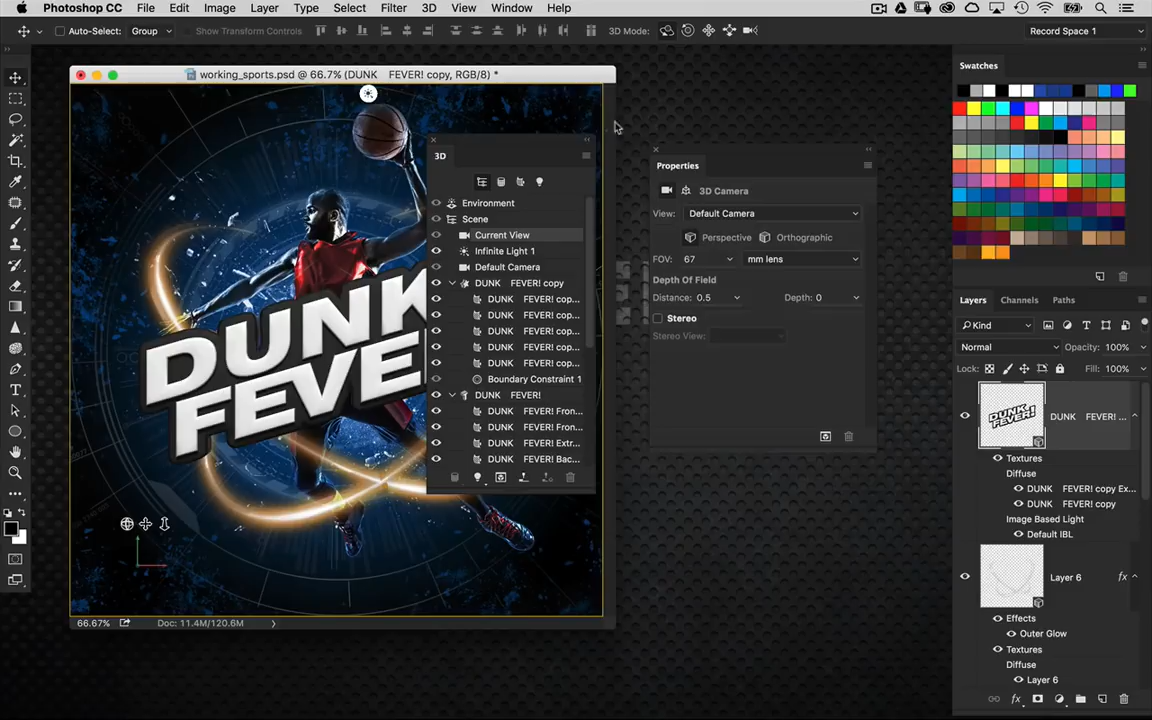 Photoshop CC File Edit Image Layer Type Select Filter 3D View Window Help
Auto-Select: Group Show Transform Controls 3D Mode: Record Space 1
working_sports.psd @ 66.7% (DUNK FEVER! copy, RGB/8) *
DUNK
FEVER
66.67% Doc: 11.4M/120.6M
3D
Environment
Scene
Current View
Infinite Light 1
Default Camera
DUNK FEVER! copy
DUNK FEVER! cop...
DUNK FEVER! cop...
DUNK FEVER! cop...
DUNK FEVER! cop...
DUNK FEVER! cop...
Boundary Constraint 1
DUNK FEVER!
DUNK FEVER! Fron...
DUNK FEVER! Fron...
DUNK FEVER! Extr...
DUNK FEVER! Bac...
Properties
3D Camera
View: Default Camera
Perspective Orthographic
FOV: 67 mm lens
Depth Of Field
Distance: 0.5 Depth: 0
Stereo
Stereo View:
Swatches
Layers Channels Paths
Kind
Normal Opacity: 100%
Lock: Fill: 100%
DUNK FEVER!
DUNK FEVER! ...
Textures
Diffuse
DUNK FEVER! copy Ex...
DUNK FEVER! copy
Image Based Light
Default IBL
Layer 6 fx
Effects
Outer Glow
Textures
Diffuse
Layer 6
fx